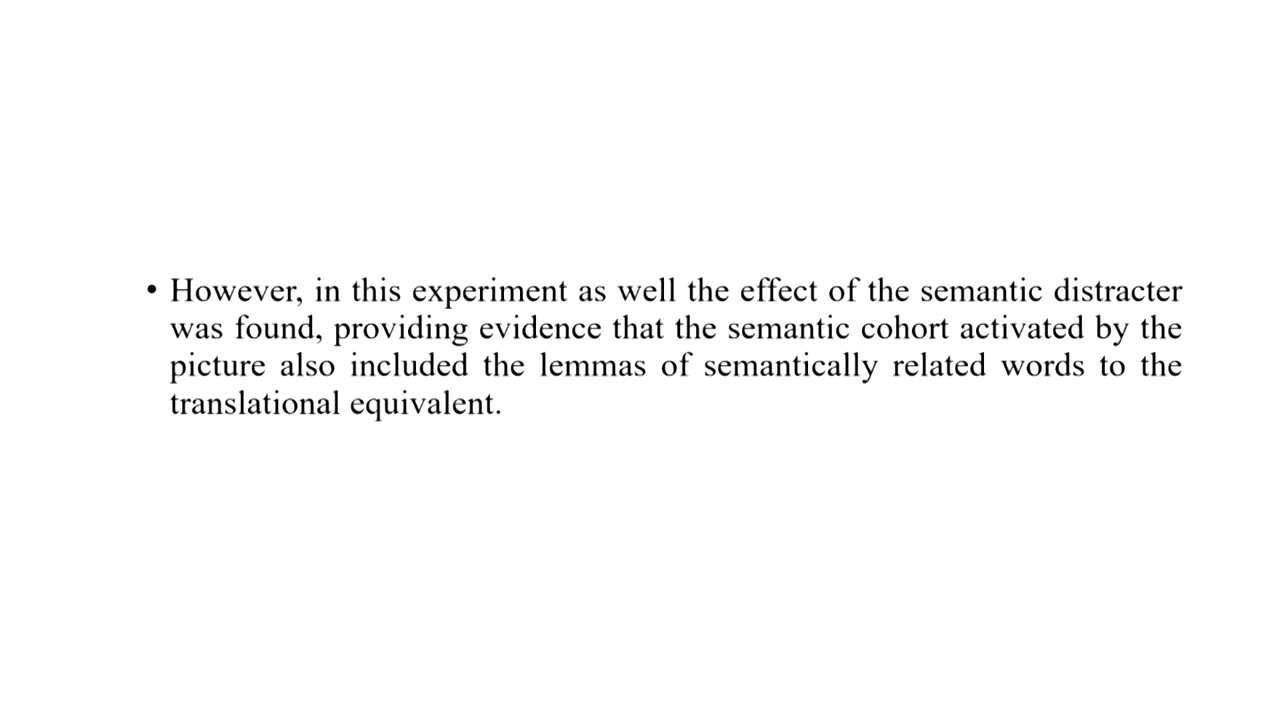 • However, in this experiment as well the effect of the semantic distracter
was found, providing evidence that the semantic cohort activated by the
picture also included the lemmas of semantically related words to the
translational equivalent.